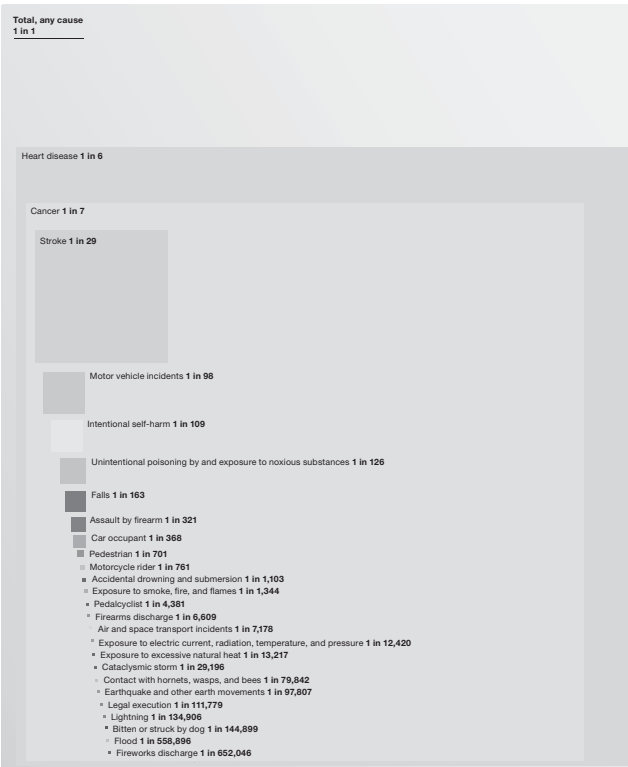 Total, any cause
1 in 1
Heart disease 1 in 6
Cancer 1 in 7
Stroke 1 in 29
Motor vehicle incidents 1 in 98
Intentional self-harm 1 in 109
Unintentional poisoning by and exposure to noxious substances 1 in 126
Falls 1 in 163
Assault by firearm 1 in 321
Car occupant 1 in 368
Pedestrian 1 in 701
Motorcycle rider 1 in 761
Accidental drowning and submersion 1 in 1,103
Exposure to smoke, fire, and flames 1 in 1,344
Pedalcyclist 1 in 4,381
Firearms discharge 1 in 6,609
Air and space transport incidents 1 in 7,178
Exposure to electric current, radiation, temperature, and pressure 1 in 12,420
Exposure to excessive natural heat 1 in 13,217
Cataclysmic storm 1 in 29,196
Contact with hornets, wasps, and bees 1 in 79,842
Earthquake and other earth movements 1 in 97,807
Legal execution 1 in 111,779
Lightning 1 in 134,906
Bitten or struck by dog 1 in 144,899
Flood 1 in 558,896
Fireworks discharge 1 in 652,046